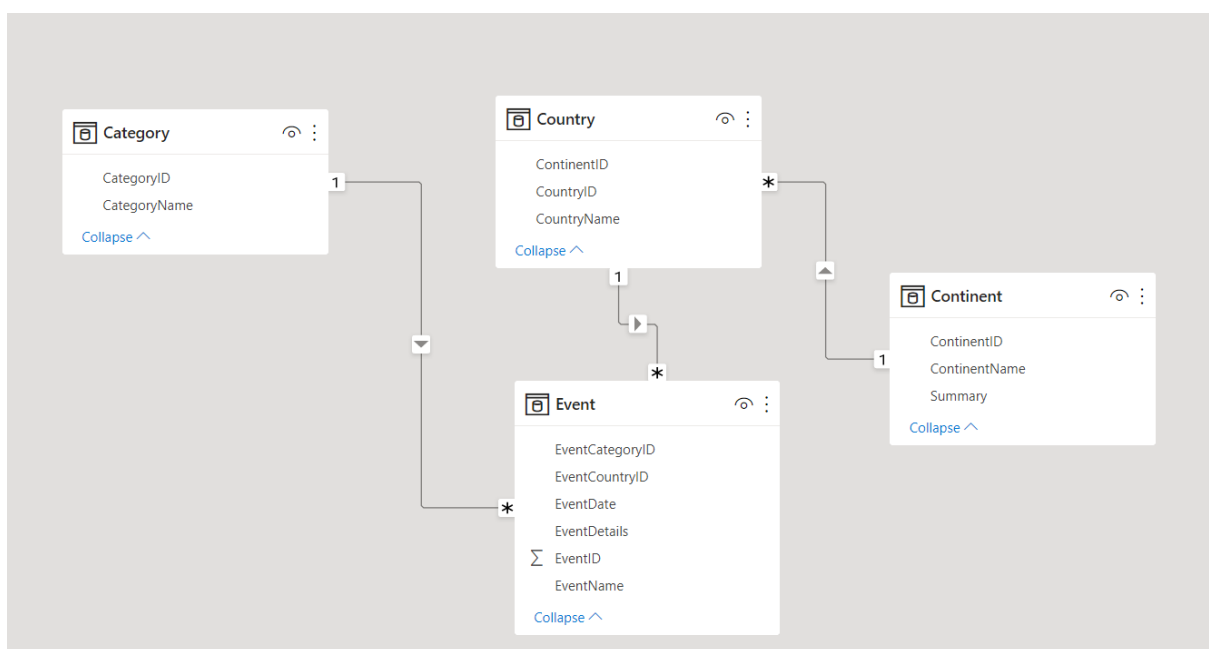 Category
CategoryID
CategoryName
Collapse
1
Country
ContinentID
CountryID
CountryName
Collapse
1
*
Continent
ContinentID
ContinentName
Summary
Collapse
1
*
Event
EventCategoryID
EventCountryID
EventDate
EventDetails
∑ EventID
EventName
Collapse
*